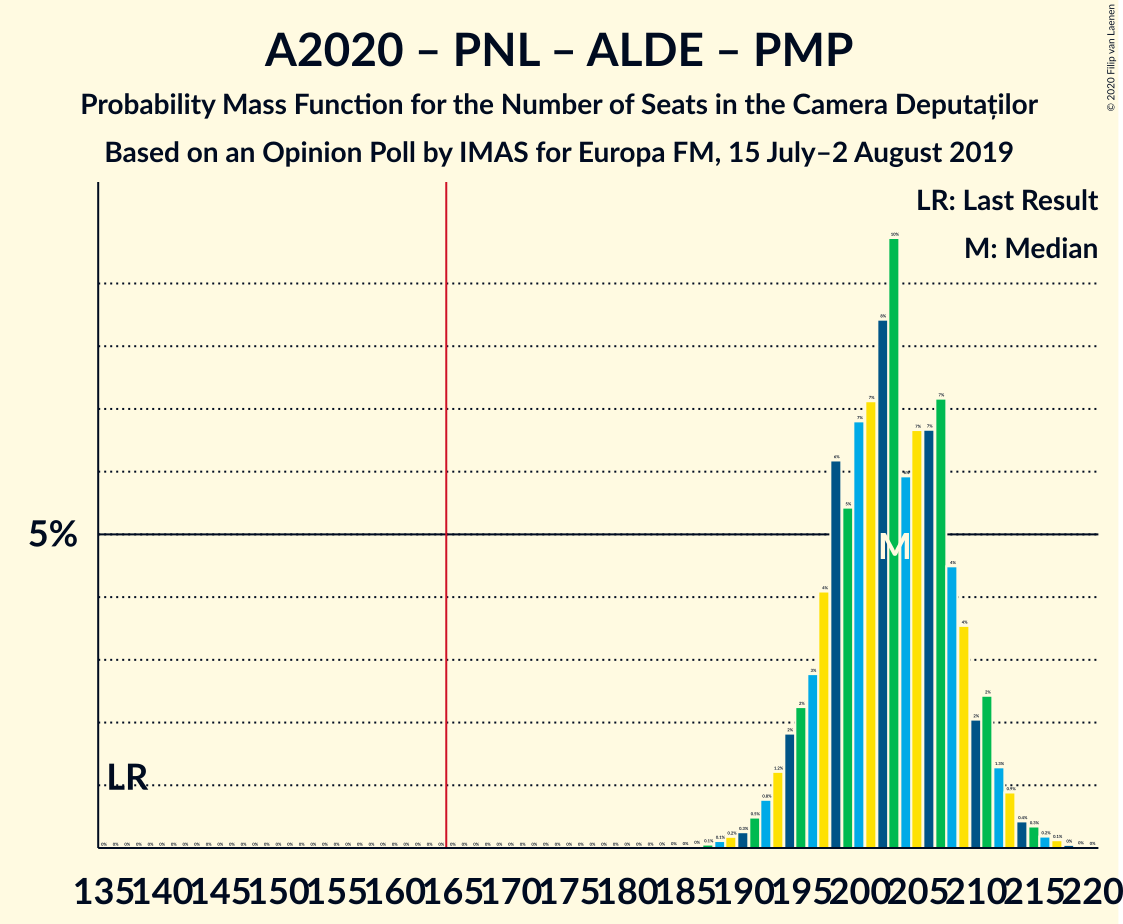 A2020 – PNL – ALDE – PMP
Probability Mass Function for the Number of Seats in the Camera Deputaților
Based on an Opinion Poll by IMAS for Europa FM, 15 July–2 August 2019
© 2020 Filip van Laenen
LR: Last Result
M: Median
5%
M
LR
135 140 145 150 155 160 165 170 175 180 185 190 195 200 205 210 215 220